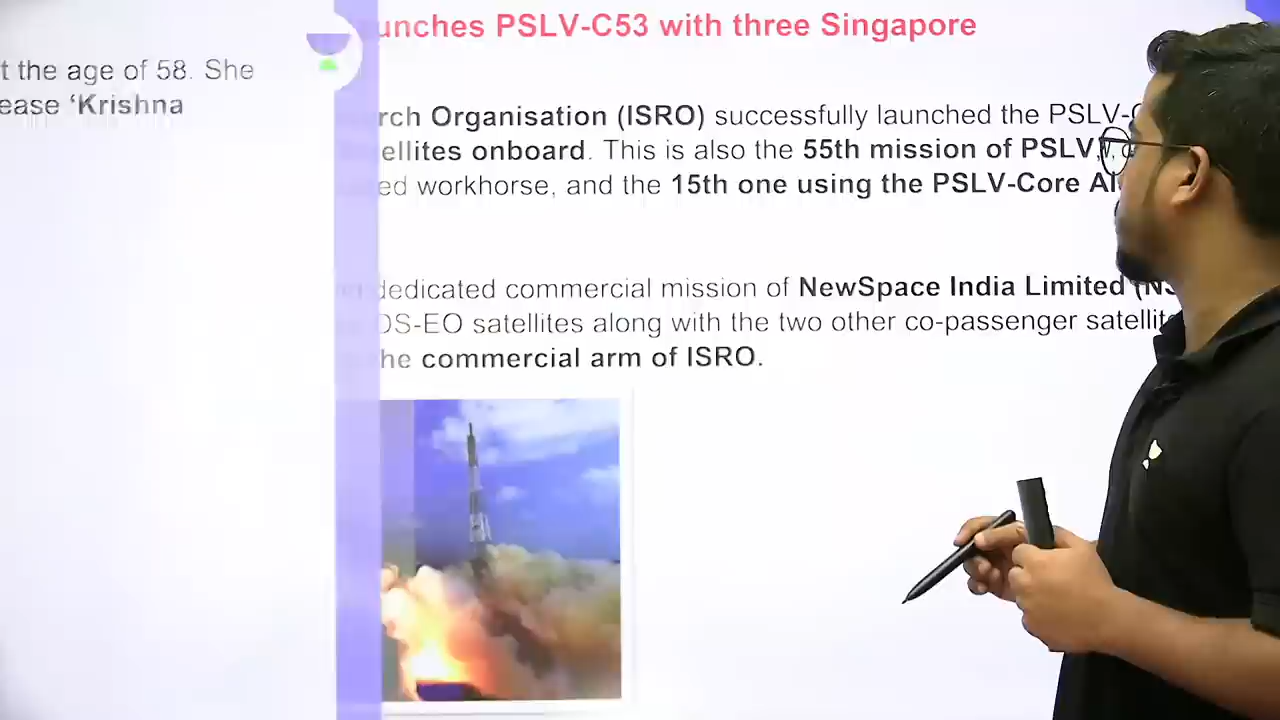 t the age of 58. She
ease ‘Krishna
unches PSLV-C53 with three Singapore
rch Organisation (ISRO) successfully launched the PSLV-
ellites onboard. This is also the 55th mission of PSLV,
ed workhorse, and the 15th one using the PSLV-Core Al
dedicated commercial mission of NewSpace India Limited (NS
DS-EO satellites along with the two other co-passenger satellite
he commercial arm of ISRO.